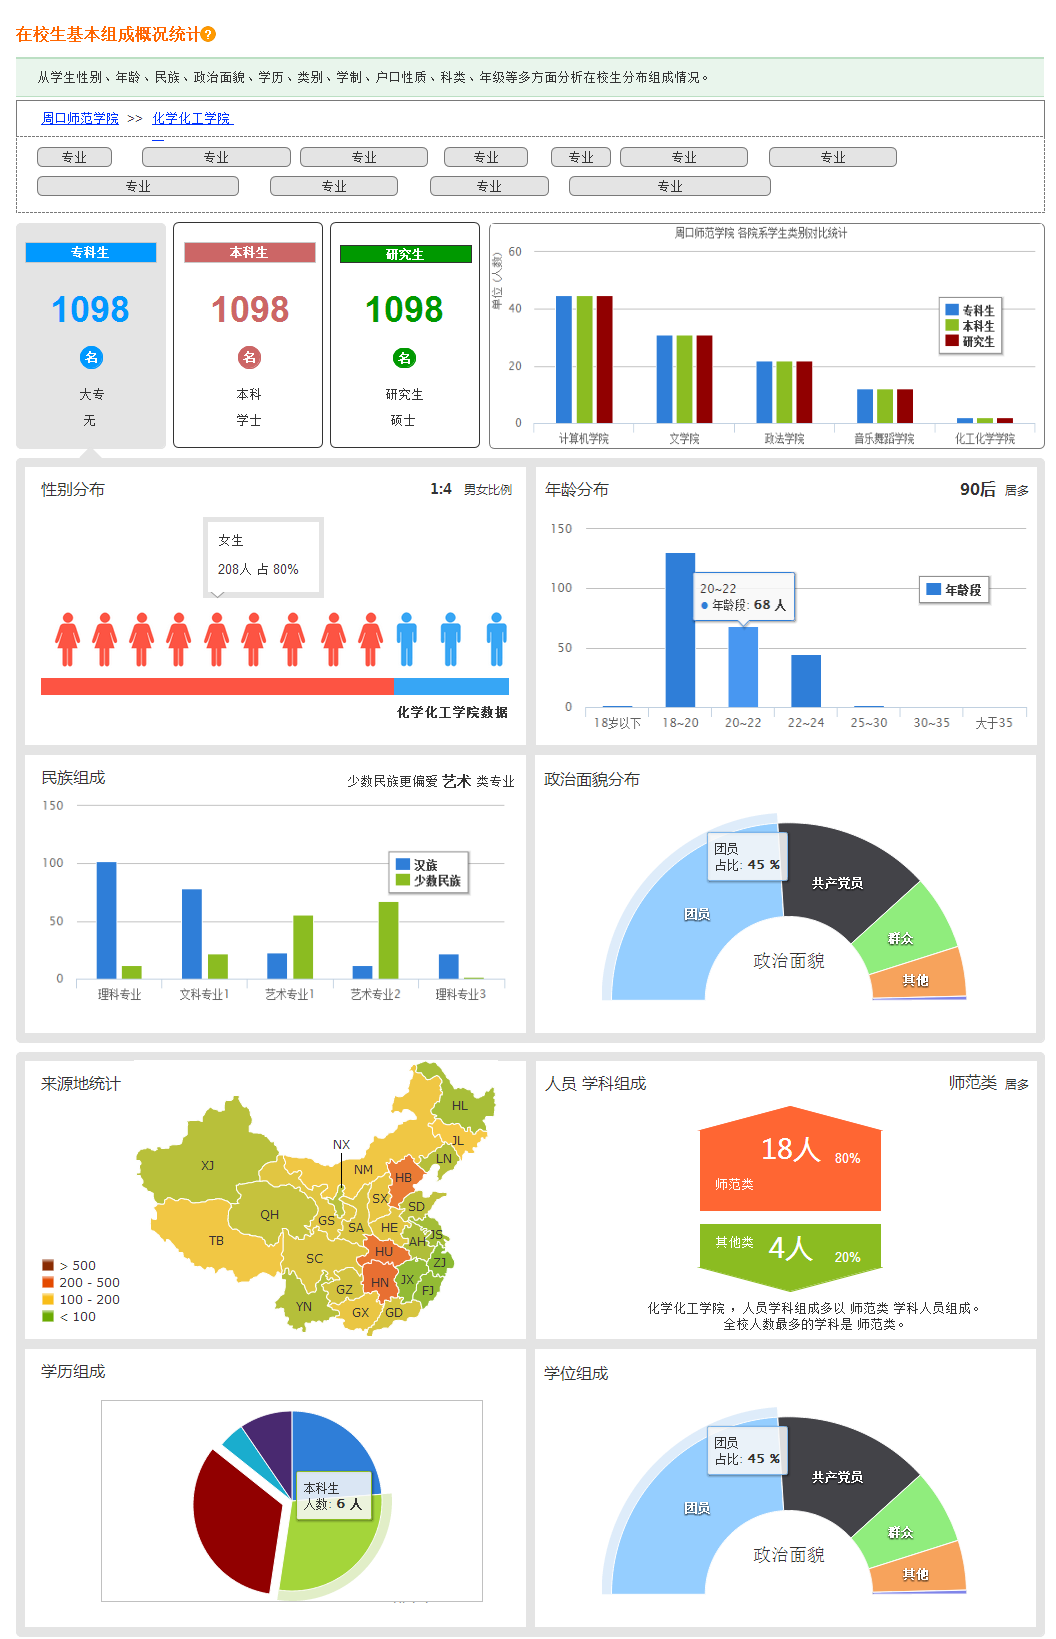 在校生基本组成概况统计?
从学生性别、年龄、民族、政治面貌、学历、类别、学制、户口性质、科类、年级等多方面分析在校生分布组成情况。
周口师范学院 >> 化学化工学院
专业 专业 专业 专业 专业 专业 专业
专业 专业 专业 专业
专科生
1098
名
大专
无
本科生
1098
名
本科
学士
研究生
1098
名
研究生
硕士
周口师范学院 各院系学生类别对比统计
单位（人数）
60
40
20
0
专科生
本科生
研究生
计算机学院 文学院 政法学院 音乐舞蹈学院 化工化学学院
性别分布
1:4 男女比例
女生
208人 占 80%
化学化工学院数据
年龄分布
90后 居多
150
100
50
0
20~22
年龄段: 68 人
年龄段
18岁以下 18~20 20~22 22~24 25~30 30~35 大于35
民族组成
少数民族更偏爱 艺术 类专业
150
100
50
0
汉族
少数民族
理科专业 文科专业1 艺术专业1 艺术专业2 理科专业3
政治面貌分布
团员
占比: 45 %
团员
共产党员
群众
其他
政治面貌
来源地统计
HL
JL
LN
NX
NM
XJ
HB
SX
SD
QH
GS
SA
HE
TB
JS
AH
SC
HU
ZJ
HN
JX
FJ
GZ
YN
GX
GD
> 500
200 - 500
100 - 200
< 100
人员 学科组成
师范类 居多
18人 80%
师范类
其他类 4人 20%
化学化工学院 ，人员学科组成多以 师范类 学科人员组成。
全校人数最多的学科是 师范类。
学历组成
本科生
人数: 6 人
学位组成
团员
占比: 45 %
团员
共产党员
群众
其他
政治面貌